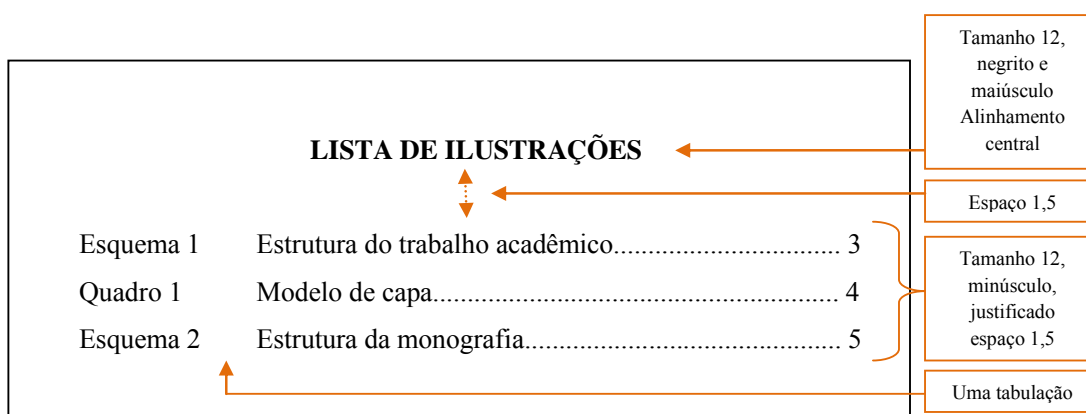 Tamanho 12,
negrito e
maiúsculo
Alinhamento
central
LISTA DE ILUSTRAÇÕES
Espaço 1,5
Esquema 1 Estrutura do trabalho acadêmico.................................... 3
Quadro 1 Modelo de capa................................................................ 4
Esquema 2 Estrutura da monografia.................................................. 5
Tamanho 12,
minúsculo,
justificado
espaço 1,5
Uma tabulação